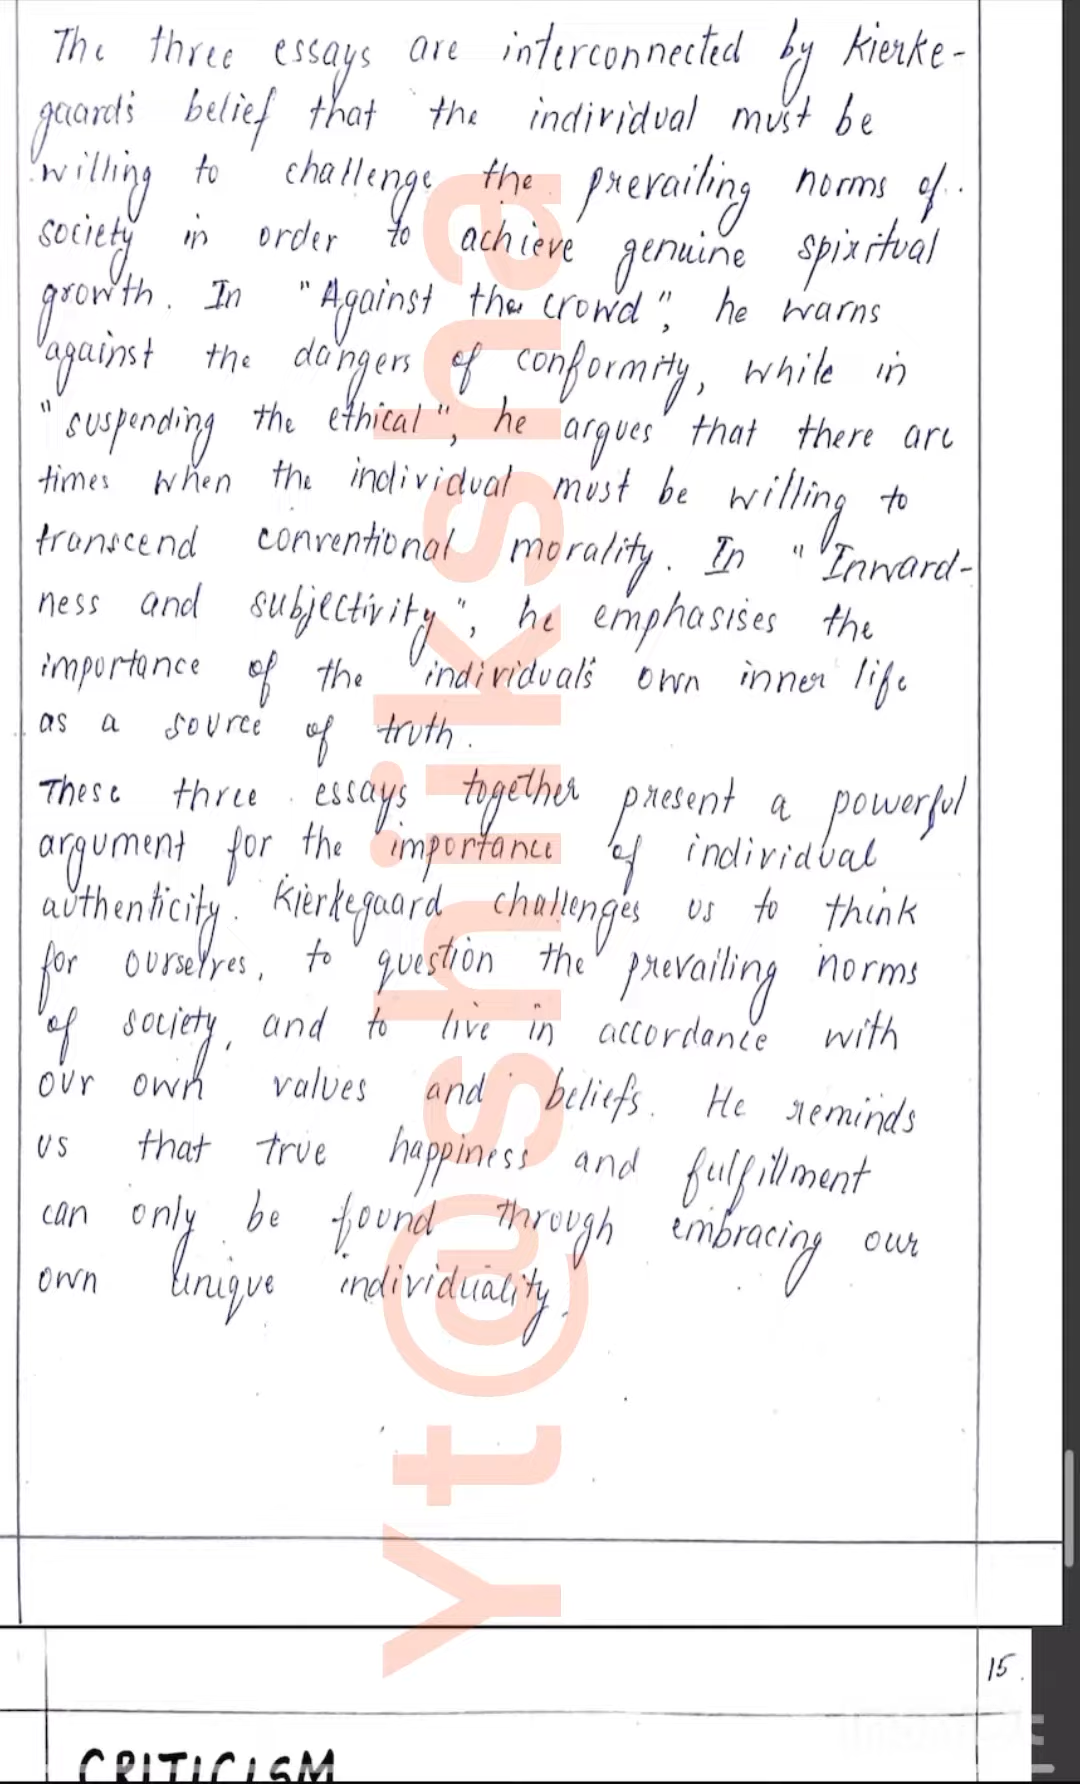 The three essays are interconnected by Kierke-
gaard's belief that the individual must be
willing to challenge the prevailing norms of
society in order to achieve genuine spiritual
growth. In "Against the crowd", he warns
against the dangers of conformity, while in
"suspending the ethical", he argues that there are
times when the individual must be willing to
transcend conventional morality. In "Inward-
ness and subjectivity", he emphasises the
importance of the individual's own inner life
as a source of truth.
These three essays together present a powerful
argument for the importance of individual
authenticity. Kierkegaard challenges us to think
for ourselves, to question the prevailing norms
of society, and to live in accordance with
our own values and beliefs. He reminds
us that true happiness and fulfillment
can only be found through embracing our
own unique individuality.
Yt@shiiksha
15.
CRITICISM